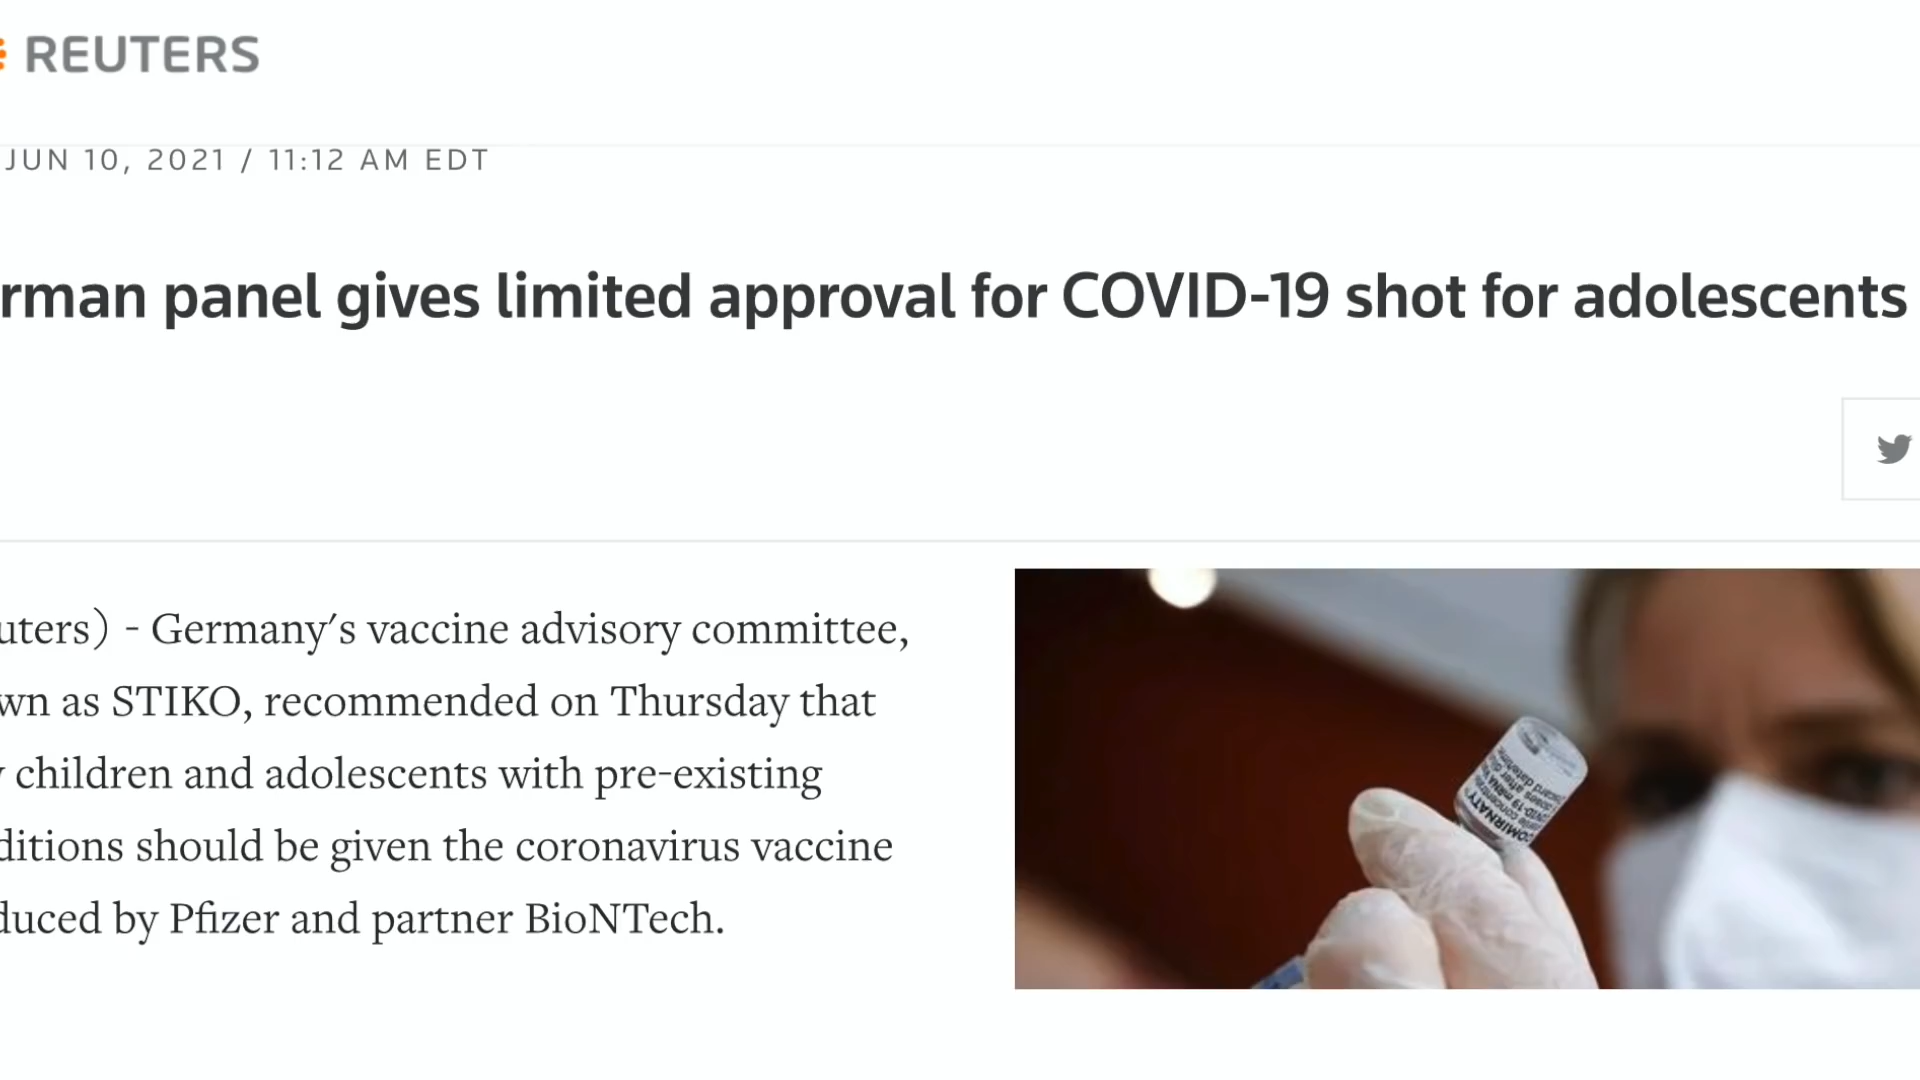 REUTERS
JUN 10, 2021 / 11:12 AM EDT
rman panel gives limited approval for COVID-19 shot for adolescents
uters) - Germany's vaccine advisory committee,
wn as STIKO, recommended on Thursday that
children and adolescents with pre-existing
ditions should be given the coronavirus vaccine
duced by Pfizer and partner BioNTech.
OMIRNATY